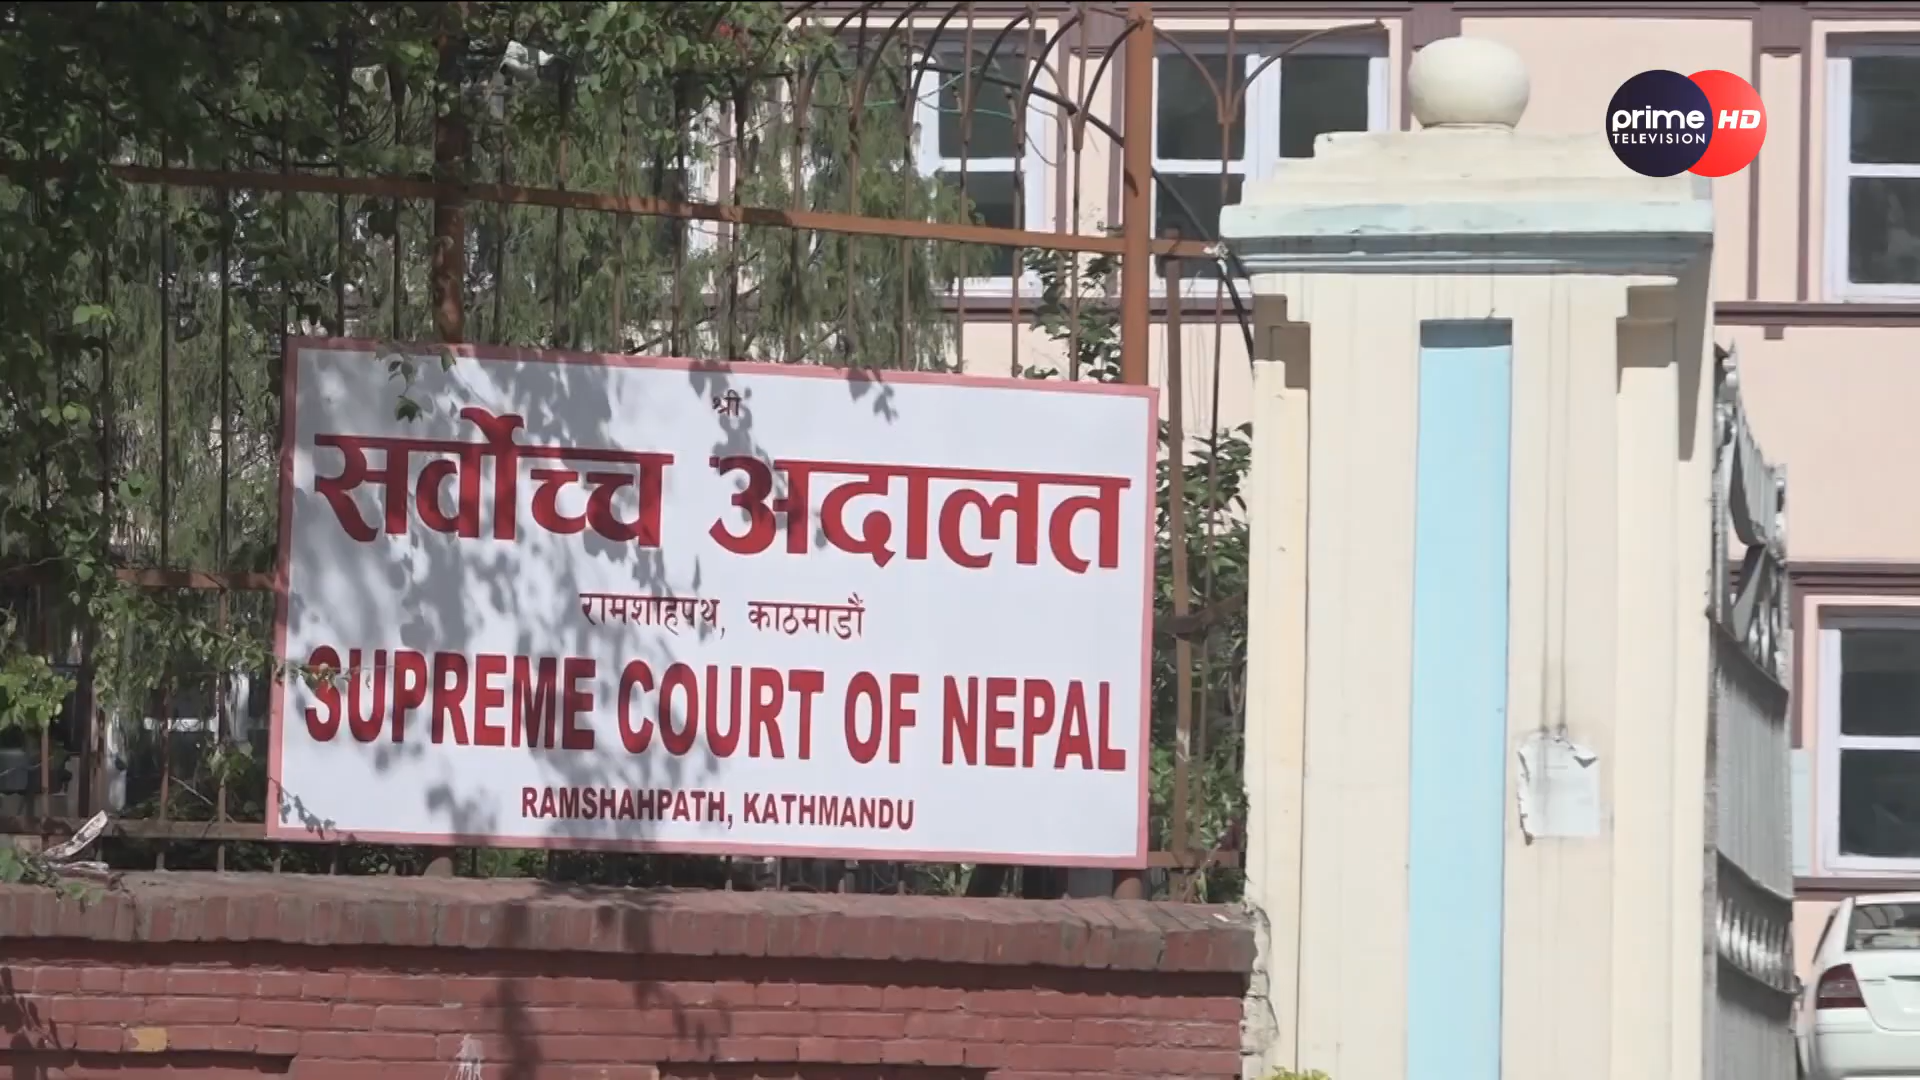 prime HD
TELEVISION
श्री
सर्वोच्च अदालत
रामशाहपथ, काठमाडौं
SUPREME COURT OF NEPAL
RAMSHAHPATH, KATHMANDU